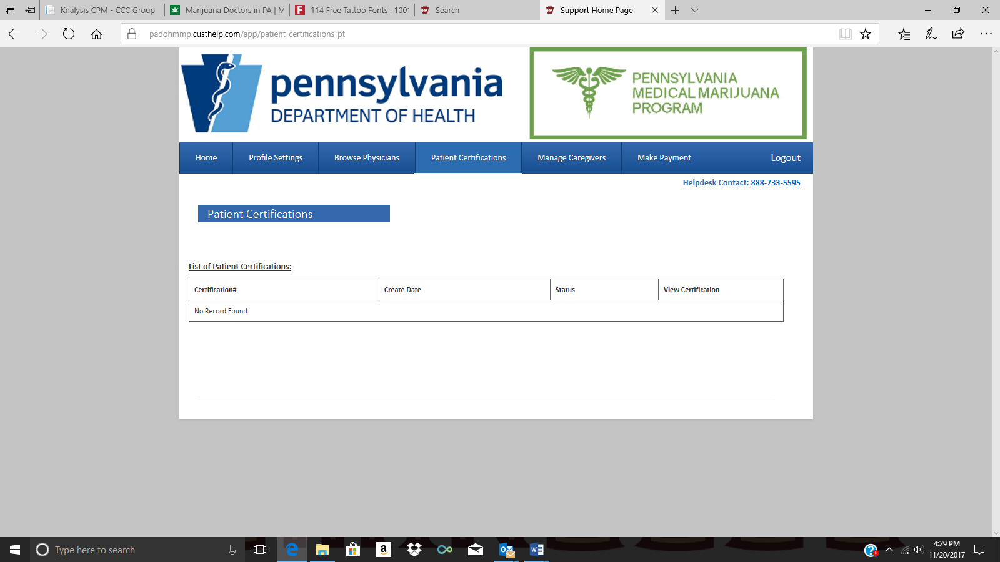 Knalysis CPM - CCC Group
Marijuana Doctors in PA | M
114 Free Tattoo Fonts · 1001
Search
Support Home Page
padohmmp.custhelp.com/app/patient-certifications-pt
pennsylvania
DEPARTMENT OF HEALTH
PENNSYLVANIA
MEDICAL MARIJUANA
PROGRAM
Home
Profile Settings
Browse Physicians
Patient Certifications
Manage Caregivers
Make Payment
Logout
Helpdesk Contact: 888-733-5595
Patient Certifications
List of Patient Certifications:
Certification#
Create Date
Status
View Certification
No Record Found
Type here to search
4:29 PM
11/20/2017